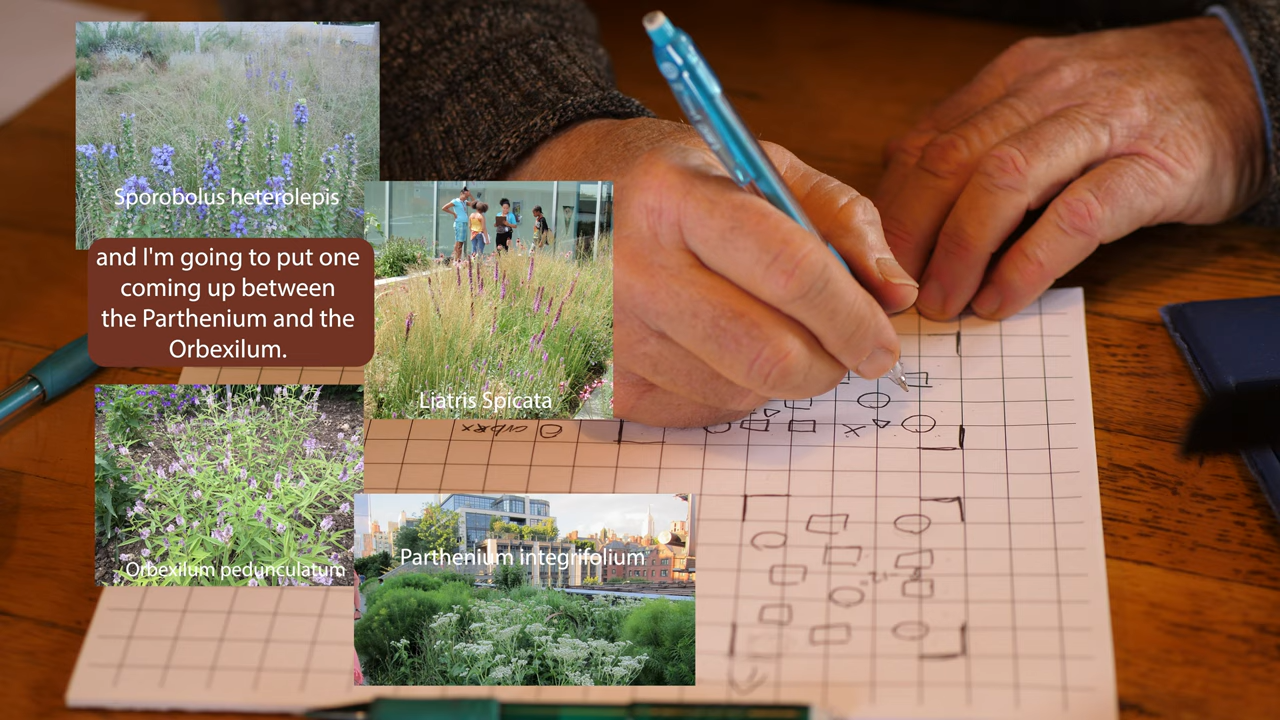 Sporobolus heterolepis
and I'm going to put one
coming up between
the Parthenium and the
Orbexilum.
Liatris Spicata
Orbexilum pedunculatum
Parthenium integrifolium